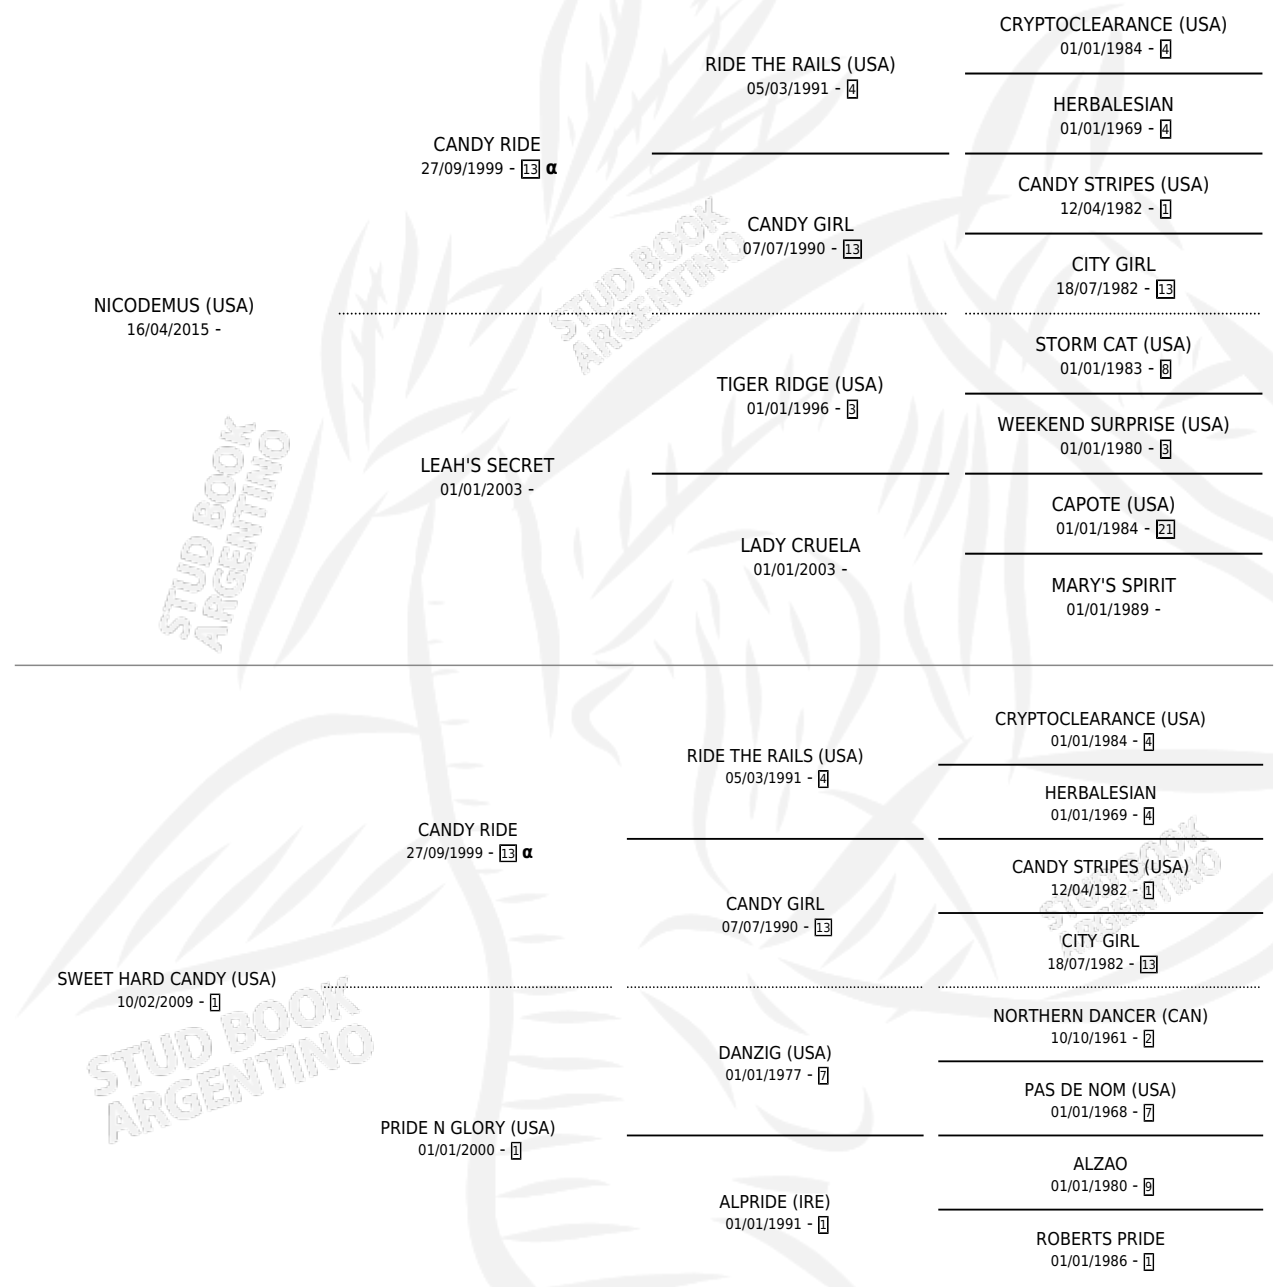 CRYPTOCLEARANCE (USA)
01/01/1984 - 4
RIDE THE RAILS (USA)
05/03/1991 - 4
HERBALESIAN
01/01/1969 - 4
CANDY RIDE
27/09/1999 - 13 α
CANDY STRIPES (USA)
12/04/1982 - 1
CANDY GIRL
07/07/1990 - 13
CITY GIRL
18/07/1982 - 13
NICODEMUS (USA)
16/04/2015 -
STORM CAT (USA)
01/01/1983 - 8
TIGER RIDGE (USA)
01/01/1996 - 3
WEEKEND SURPRISE (USA)
01/01/1980 - 3
LEAH'S SECRET
01/01/2003 -
CAPOTE (USA)
01/01/1984 - 21
LADY CRUELA
01/01/2003 -
MARY'S SPIRIT
01/01/1989 -
STUD BOOK
ARGENTINO
STUD BOOK
ARGENTINO
CRYPTOCLEARANCE (USA)
01/01/1984 - 4
RIDE THE RAILS (USA)
05/03/1991 - 4
HERBALESIAN
01/01/1969 - 4
CANDY RIDE
27/09/1999 - 13 α
CANDY STRIPES (USA)
12/04/1982 - 1
CANDY GIRL
07/07/1990 - 13
CITY GIRL
18/07/1982 - 13
SWEET HARD CANDY (USA)
10/02/2009 - 1
NORTHERN DANCER (CAN)
10/10/1961 - 2
DANZIG (USA)
01/01/1977 - 7
PAS DE NOM (USA)
01/01/1968 - 7
PRIDE N GLORY (USA)
01/01/2000 - 1
ALZAO
01/01/1980 - 9
ALPRIDE (IRE)
01/01/1991 - 1
ROBERTS PRIDE
01/01/1986 - 1
STUD BOOK
ARGENTINO
STUD BOOK
ARGENTINO